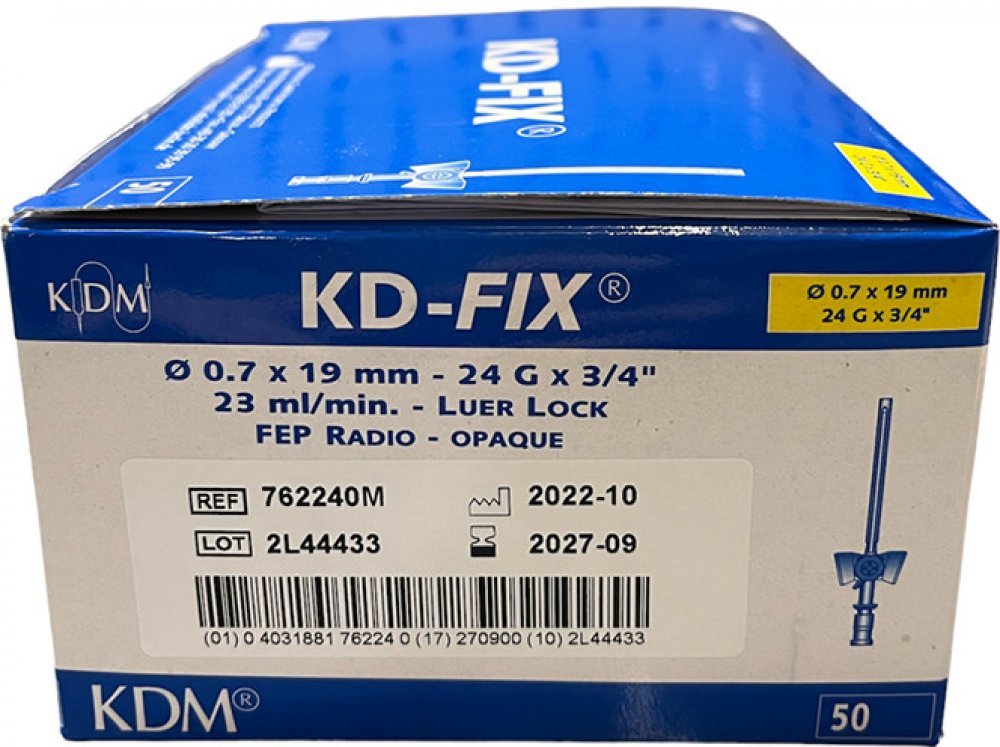 KD-FIX®
50
KDM
KD-FIX®
Ø 0.7 x 19 mm
24 G x 3/4"
Ø 0.7 x 19 mm - 24 G x 3/4"
23 ml/min. - LUER LOCK
FEP RADIO - OPAQUE
REF 762240M 2022-10
LOT 2L44433 2027-09
(01) 0 4031881 76224 0 (17) 270900 (10) 2L44433
KDM®
50